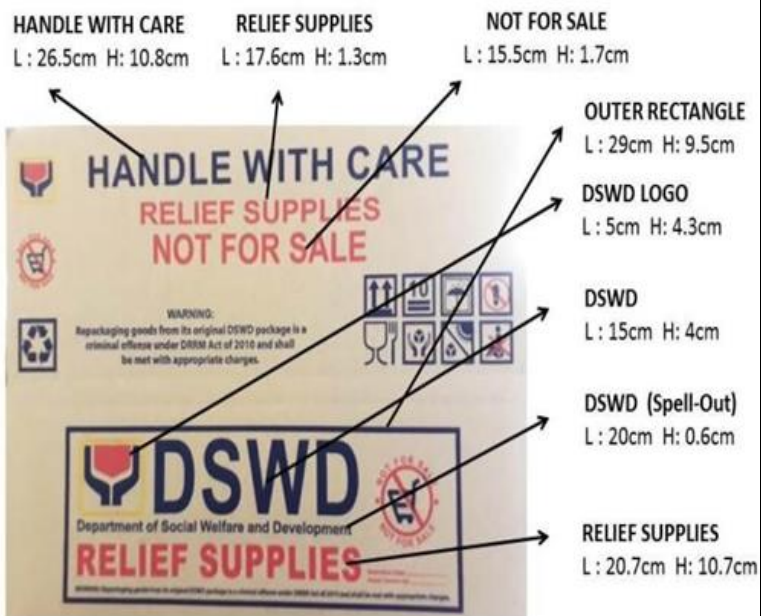 HANDLE WITH CARE
L : 26.5cm H: 10.8cm
RELIEF SUPPLIES
L : 17.6cm H: 1.3cm
NOT FOR SALE
L : 15.5cm H: 1.7cm
OUTER RECTANGLE
L : 29cm H: 9.5cm
DSWD LOGO
L : 5cm H: 4.3cm
DSWD
L : 15cm H: 4cm
DSWD (Spell-Out)
L : 20cm H: 0.6cm
RELIEF SUPPLIES
L : 20.7cm H: 10.7cm
HANDLE WITH CARE
RELIEF SUPPLIES
NOT FOR SALE
10
WARNING:
Repackaging goods from its original DSWD package is a
criminal offense under DRRM Act of 2010 and shall
be met with appropriate charges.
DSWD
NOT FOR SALE
NOT FOR SALE
Department of Social Welfare and Development
RELIEF SUPPLIES